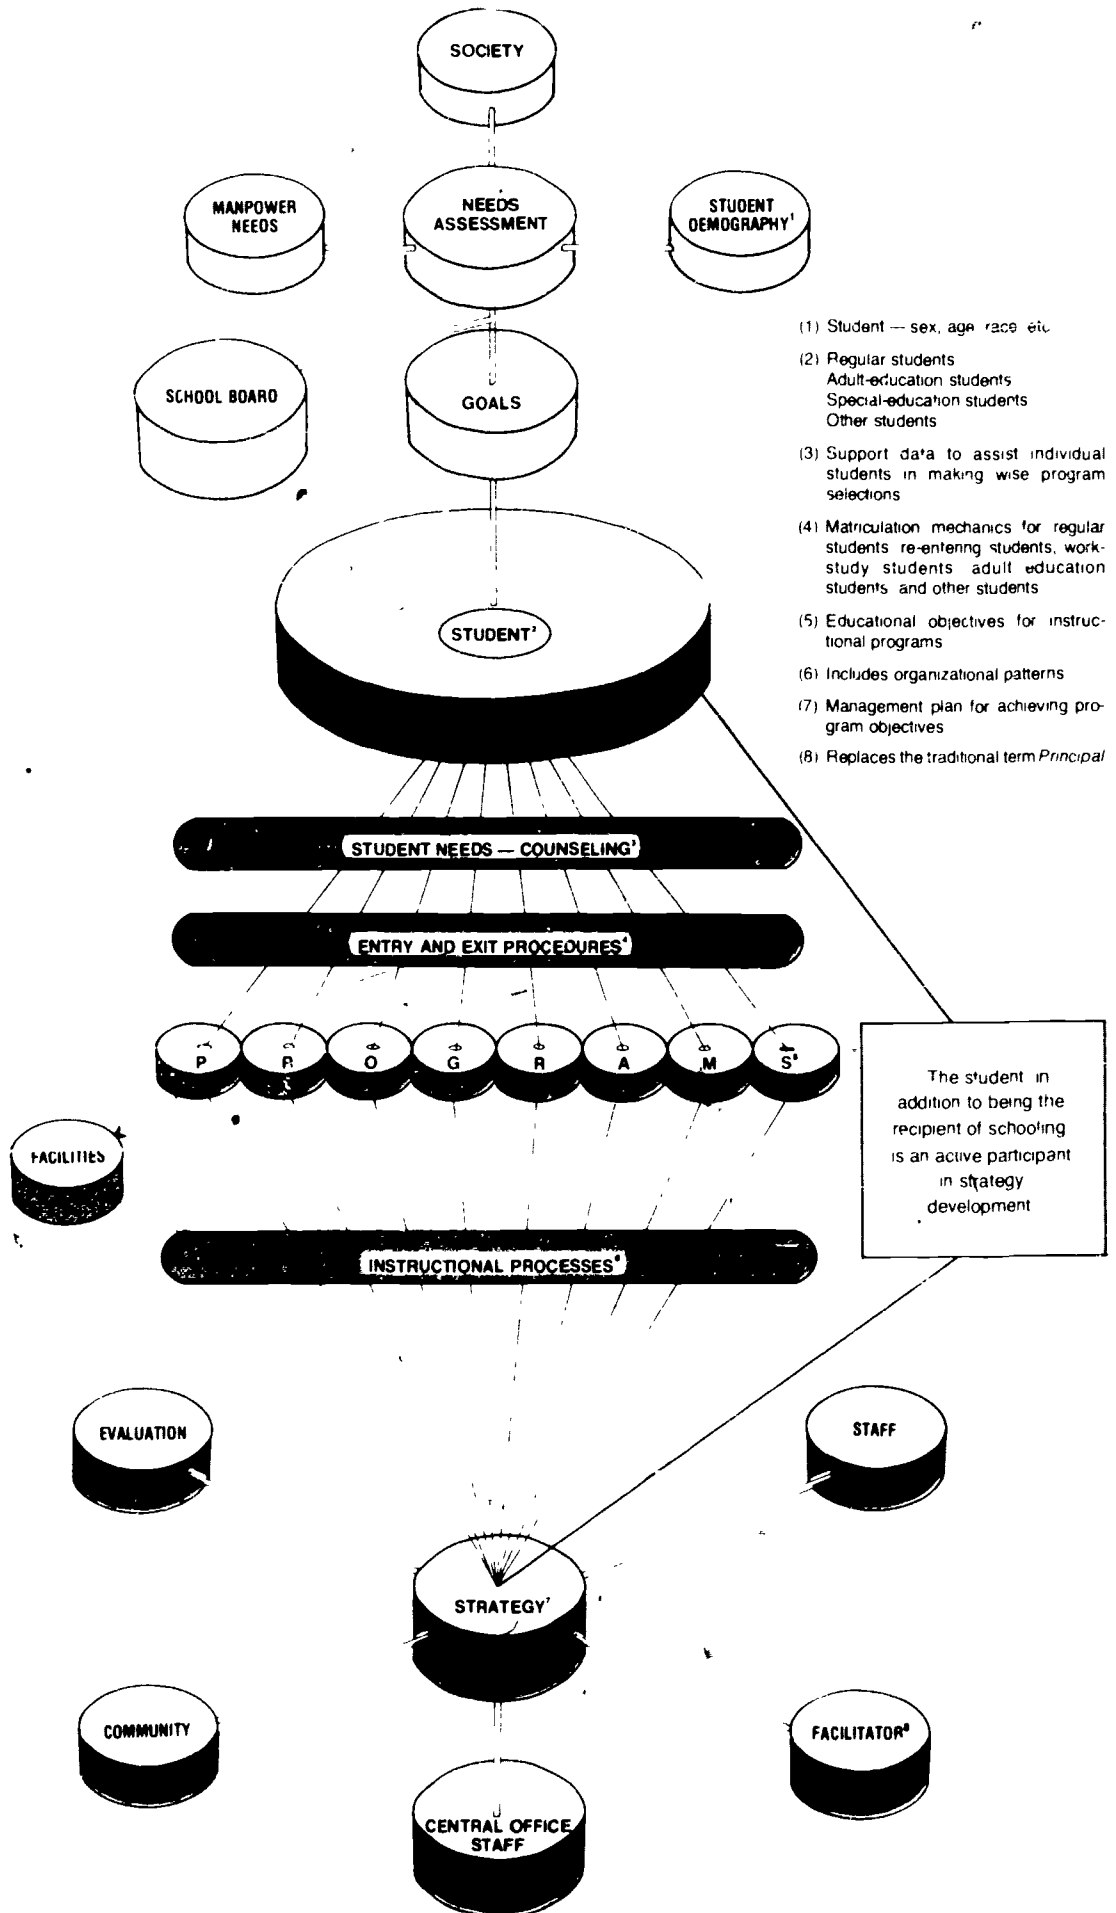 SOCIETY
MANPOWER
NEEDS
NEEDS
ASSESSMENT
STUDENT
DEMOGRAPHY¹
(1) Student — sex, age race etc
(2) Regular students
Adult-education students
Special-education students
Other students
(3) Support data to assist individual
students in making wise program
selections
(4) Matriculation mechanics for regular
students re-entering students, work-
study students adult education
students and other students
(5) Educational objectives for instruc-
tional programs
(6) Includes organizational patterns
(7) Management plan for achieving pro-
gram objectives
(8) Replaces the traditional term Principal
SCHOOL BOARD
GOALS
STUDENT²
STUDENT NEEDS — COUNSELING³
ENTRY AND EXIT PROCEDURES⁴
P R O G R A M S⁵
The student in
addition to being the
recipient of schooling
is an active participant
in strategy
development
FACILITIES
INSTRUCTIONAL PROCESSES⁶
EVALUATION
STAFF
STRATEGY⁷
COMMUNITY
FACILITATOR⁸
CENTRAL OFFICE
STAFF